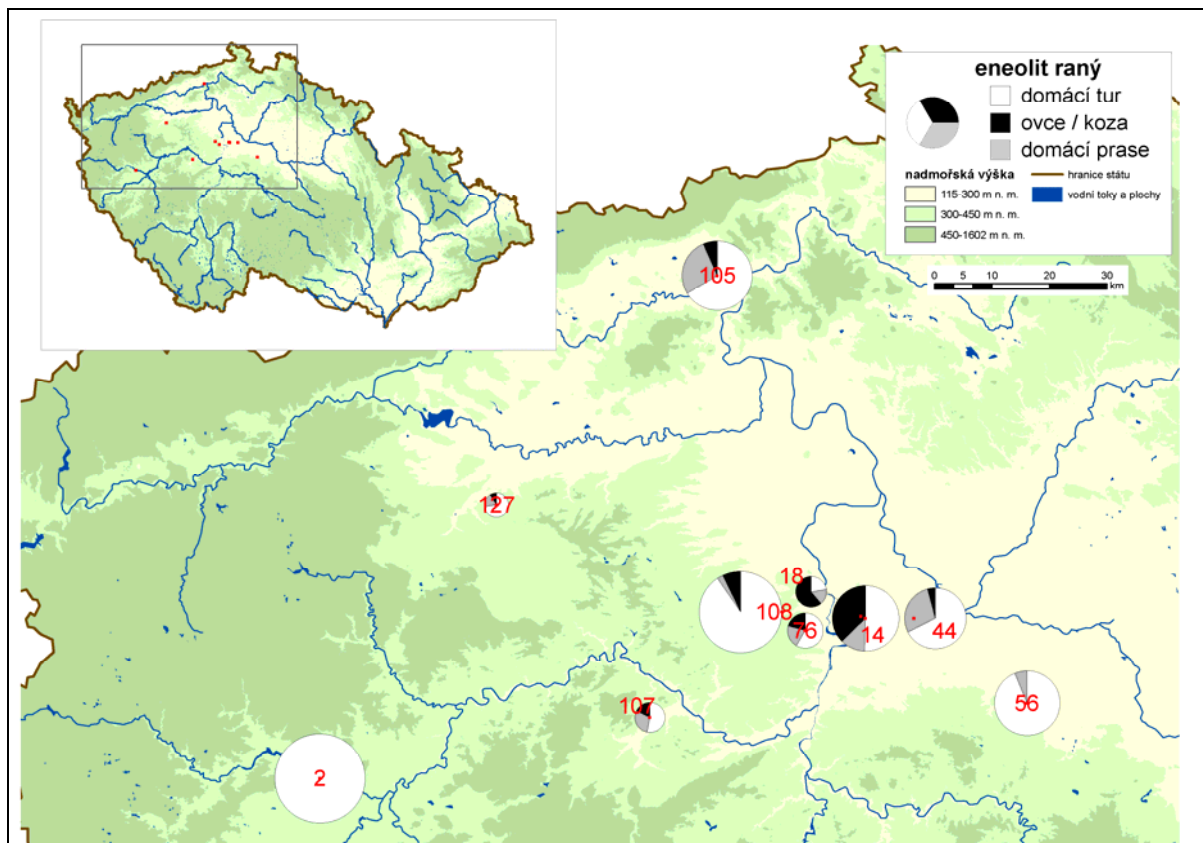 eneolit raný
domácí tur
ovce / koza
domácí prase
nadmořská výška
115-300 m n. m.
300-450 m n. m.
450-1602 m n. m.
hranice státu
vodní toky a plochy
0 5 10 20 30
km
105
127
18
108
76
14
44
107
56
2